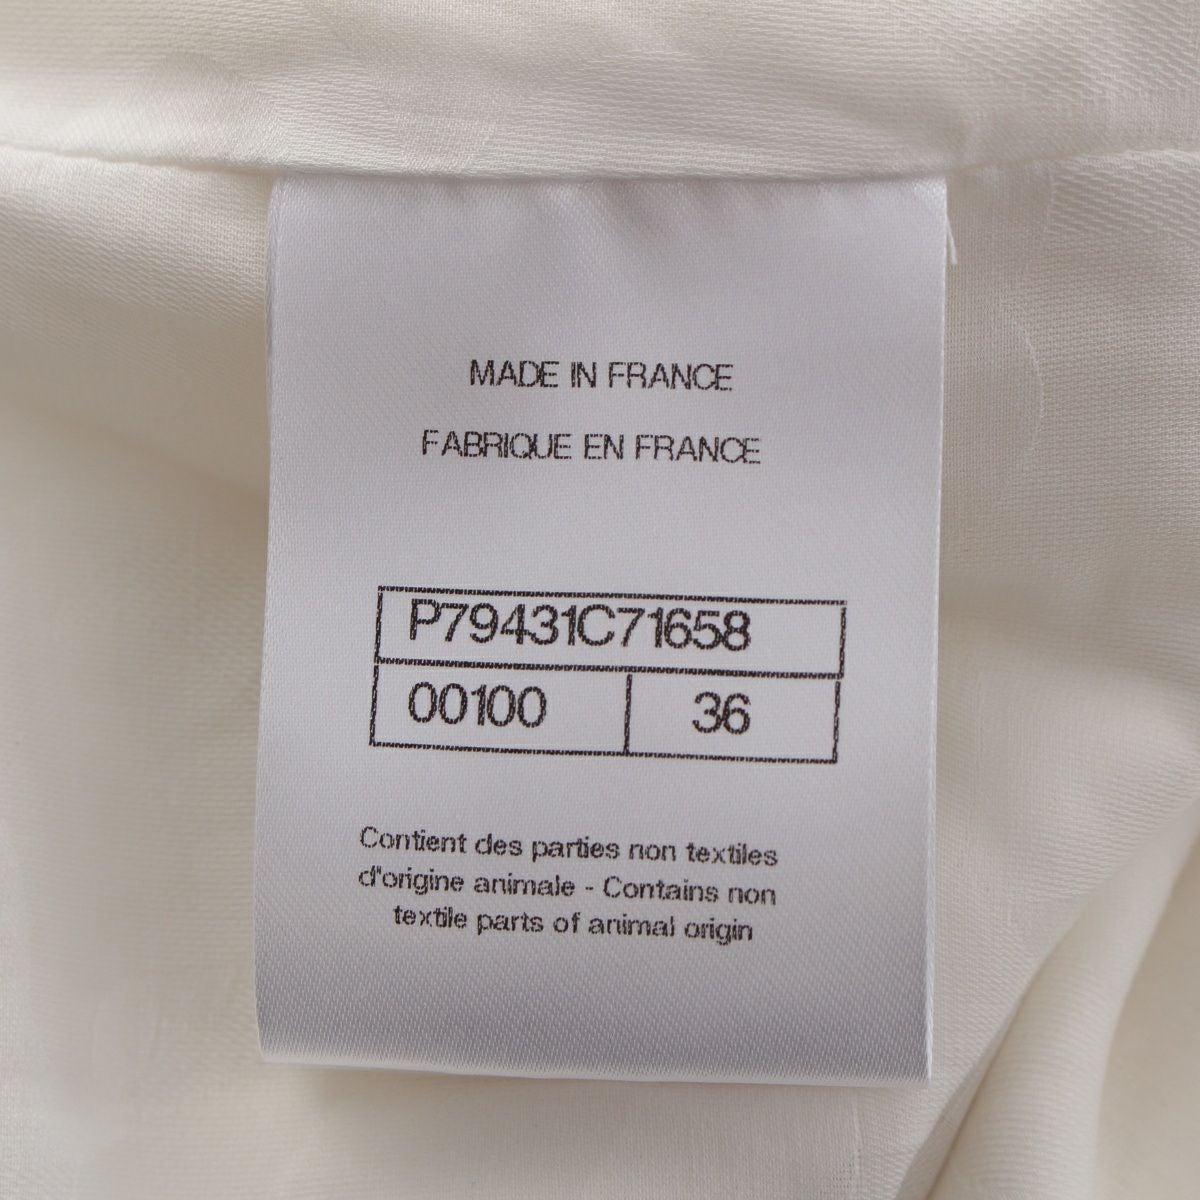 MADE IN FRANCE
FABRIQUE EN FRANCE
P79431C71658
00100 36
Contient des parties non textiles
d'origine animale - Contains non
textile parts of animal origin